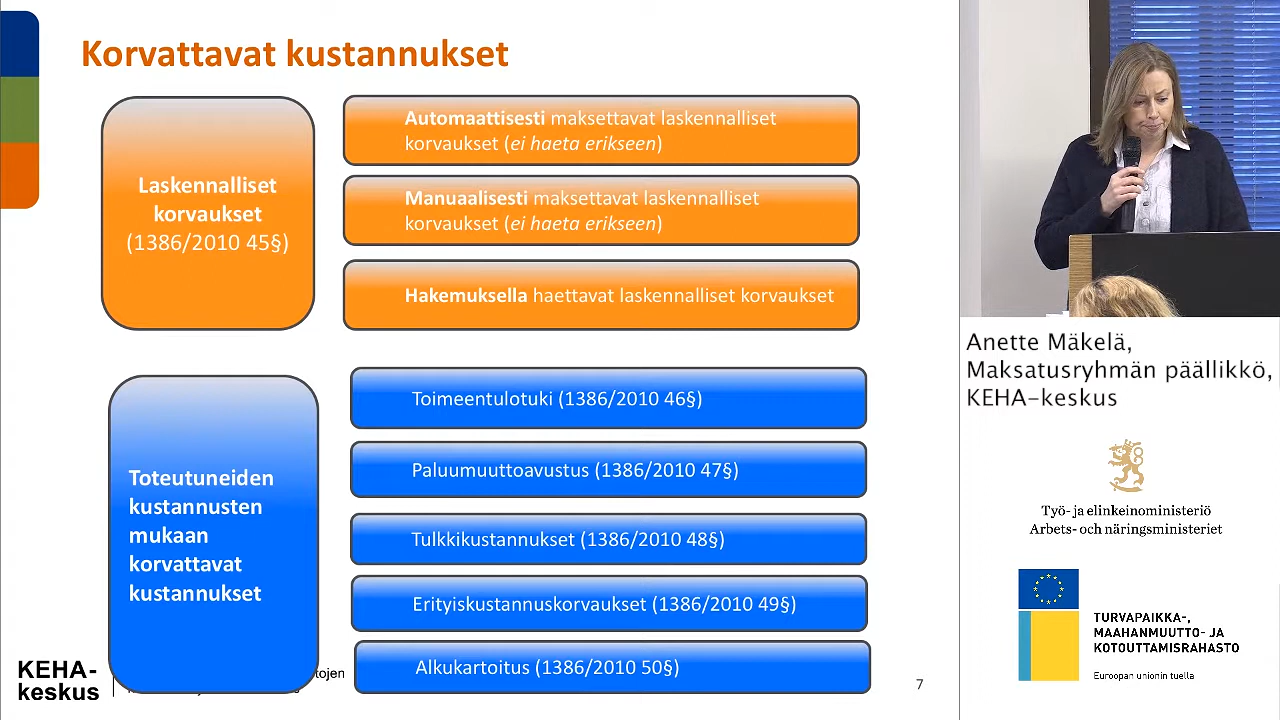 Korvattavat kustannukset
Laskennalliset
korvaukset
(1386/2010 45§)
Automaattisesti maksettavat laskennalliset
korvaukset (ei haeta erikseen)
Manuaalisesti maksettavat laskennalliset
korvaukset (ei haeta erikseen)
Hakemuksella haettavat laskennalliset korvaukset
Toteutuneiden
kustannusten
mukaan
korvattavat
kustannukset
Toimeentulotuki (1386/2010 46§)
Paluumuuttoavustus (1386/2010 47§)
Tulkkikustannukset (1386/2010 48§)
Erityiskustannuskorvaukset (1386/2010 49§)
Alkukartoitus (1386/2010 50§)
KEHA-
keskus
tojen
7
Anette Mäkelä,
Maksatusryhmän päällikkö,
KEHA-keskus
Työ- ja elinkeinoministeriö
Arbets- och näringsministeriet
TURVAPAIKKA-,
MAAHANMUUTTO- JA
KOTOUTTAMISRAHASTO
Euroopan unionin tuella